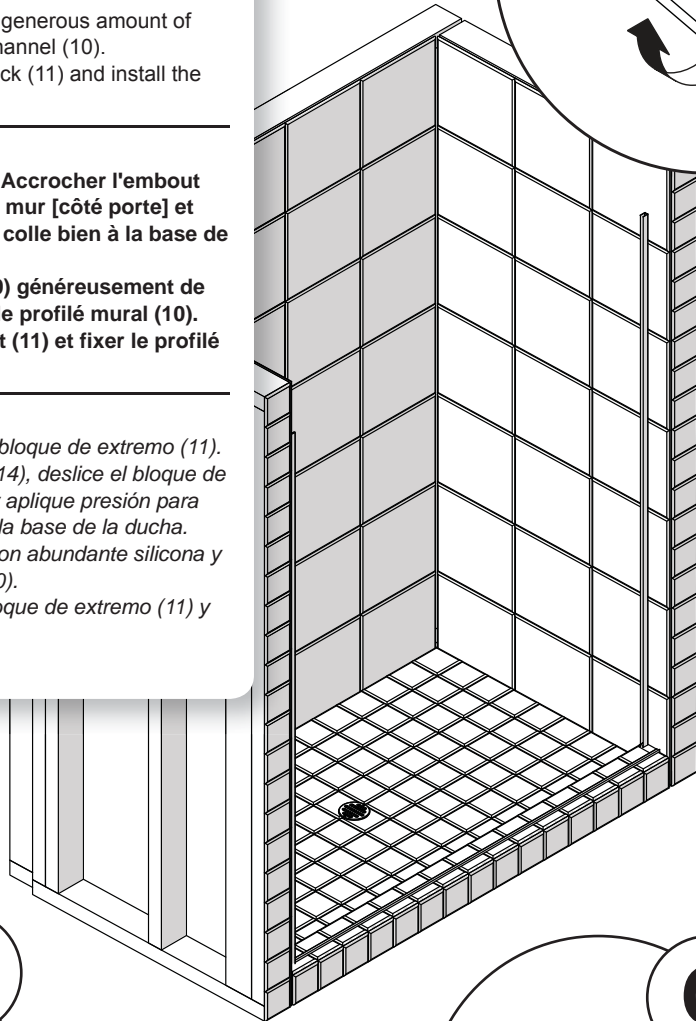 generous amount of
hannel (10).
ck (11) and install the
Accrocher l'embout
mur [côté porte] et
colle bien à la base de
0) généreusement de
le profilé mural (10).
t (11) et fixer le profilé
bloque de extremo (11).
14), deslice el bloque de
y aplique presión para
la base de la ducha.
on abundante silicona y
0).
oque de extremo (11) y